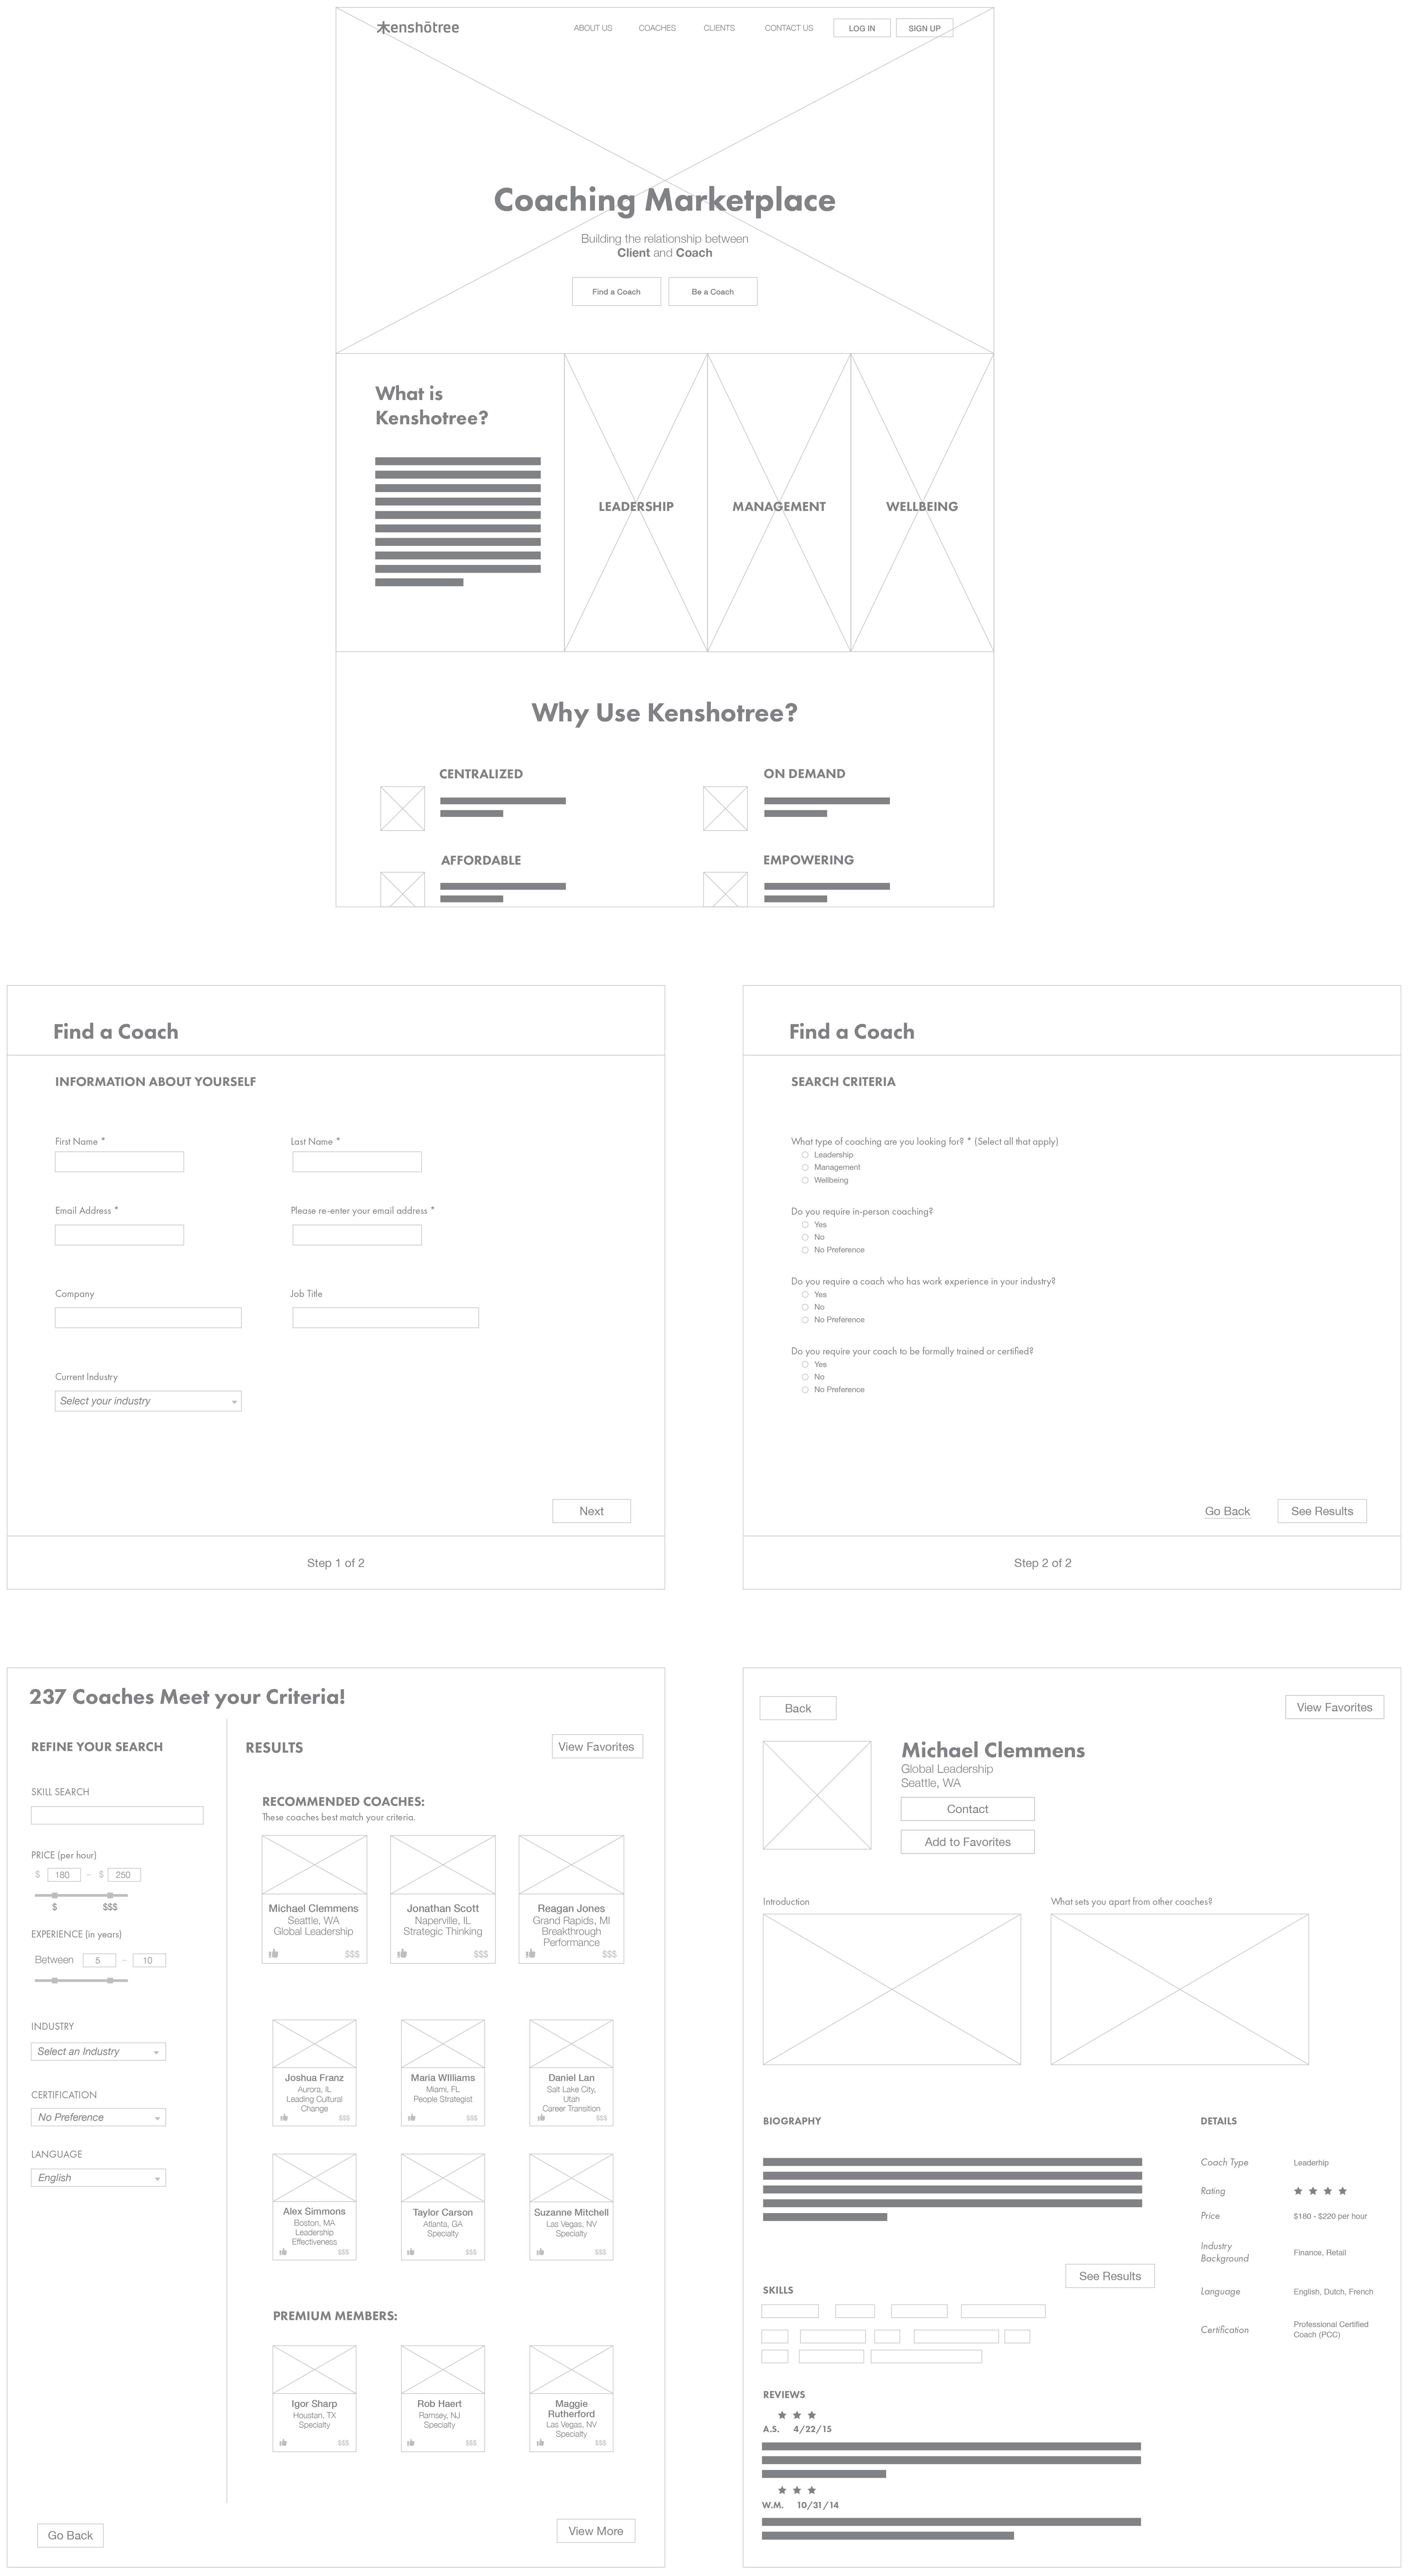 kenshōtree
ABOUT US COACHES CLIENTS CONTACT US LOG IN SIGN UP
Coaching Marketplace
Building the relationship between
Client and Coach
Find a Coach Be a Coach
What is
Kenshotree?
LEADERSHIP MANAGEMENT WELLBEING
Why Use Kenshotree?
CENTRALIZED ON DEMAND
AFFORDABLE EMPOWERING
Find a Coach
INFORMATION ABOUT YOURSELF
First Name * Last Name *
Email Address * Please re-enter your email address *
Company Job Title
Current Industry
Select your industry
Next
Step 1 of 2
Find a Coach
SEARCH CRITERIA
What type of coaching are you looking for? * (Select all that apply)
Leadership
Management
Wellbeing
Do you require in-person coaching?
Yes
No
No Preference
Do you require a coach who has work experience in your industry?
Yes
No
No Preference
Do you require your coach to be formally trained or certified?
Yes
No
No Preference
Go Back See Results
Step 2 of 2
237 Coaches Meet your Criteria!
REFINE YOUR SEARCH
SKILL SEARCH
PRICE (per hour)
$ 180 – $ 250
$ $$$
EXPERIENCE (in years)
Between 5 – 10
INDUSTRY
Select an Industry
CERTIFICATION
No Preference
LANGUAGE
English
Go Back
RESULTS View Favorites
RECOMMENDED COACHES:
These coaches best match your criteria.
Michael Clemmens
Seattle, WA
Global Leadership
$$$
Jonathan Scott
Naperville, IL
Strategic Thinking
$$$
Reagan Jones
Grand Rapids, MI
Breakthrough
Performance
$$$
Joshua Franz
Aurora, IL
Leading Cultural
Change
$$$
Maria WIlliams
Miami, FL
People Strategist
$$$
Daniel Lan
Salt Lake City,
Utah
Career Transition
$$$
Alex Simmons
Boston, MA
Leadership
Effectiveness
$$$
Taylor Carson
Atlanta, GA
Specialty
$$$
Suzanne Mitchell
Las Vegas, NV
Specialty
$$$
PREMIUM MEMBERS:
Igor Sharp
Houstan, TX
Specialty
$$$
Rob Haert
Ramsey, NJ
Specialty
$$$
Maggie
Rutherford
Las Vegas, NV
Specialty
$$$
View More
Back View Favorites
Michael Clemmens
Global Leadership
Seattle, WA
Contact
Add to Favorites
Introduction What sets you apart from other coaches?
BIOGRAPHY
See Results
SKILLS
REVIEWS
A.S. 4/22/15
W.M. 10/31/14
DETAILS
Coach Type Leaderhip
Rating
Price $180 - $220 per hour
Industry
Background Finance, Retail
Language English, Dutch, French
Certification Professional Certified
Coach (PCC)